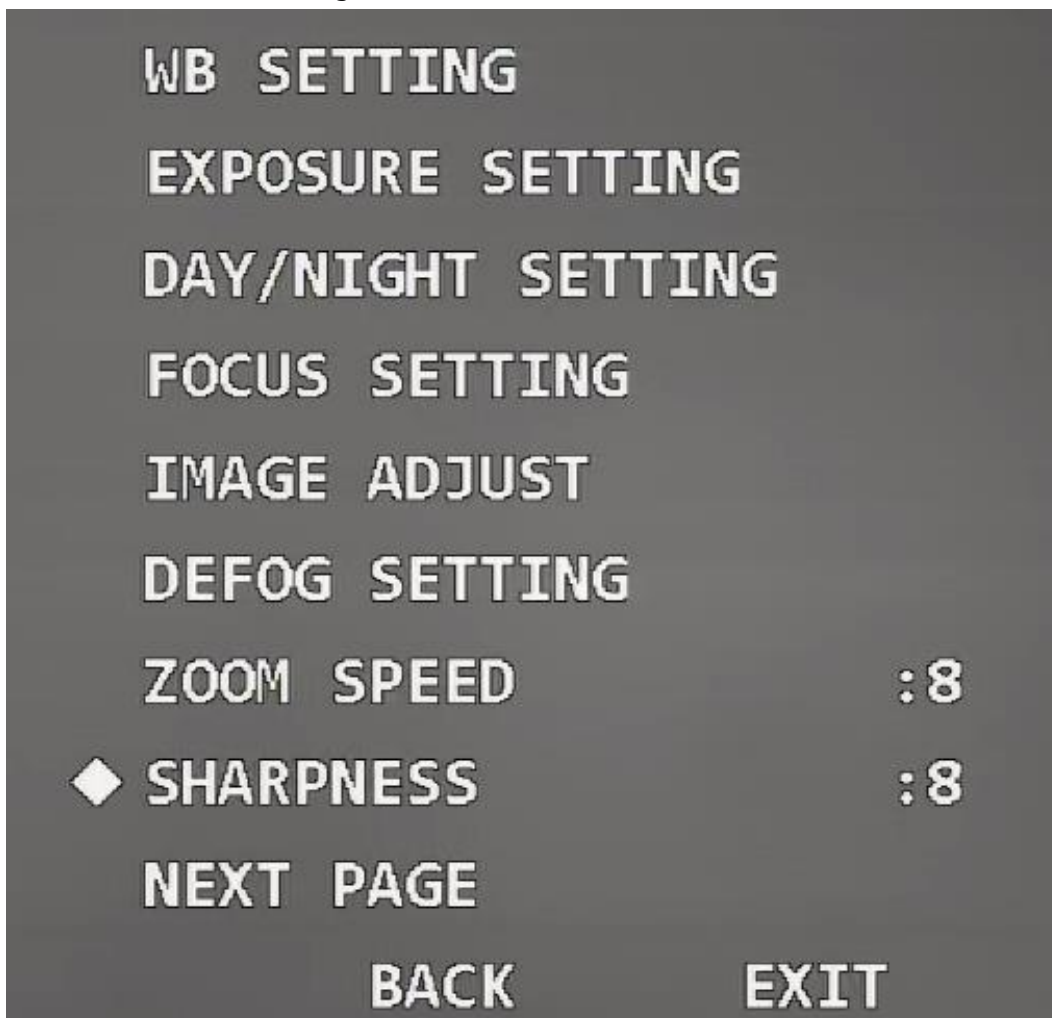 WB SETTING
EXPOSURE SETTING
DAY/NIGHT SETTING
FOCUS SETTING
IMAGE ADJUST
DEFOG SETTING
ZOOM SPEED :8
SHARPNESS :8
NEXT PAGE
BACK EXIT